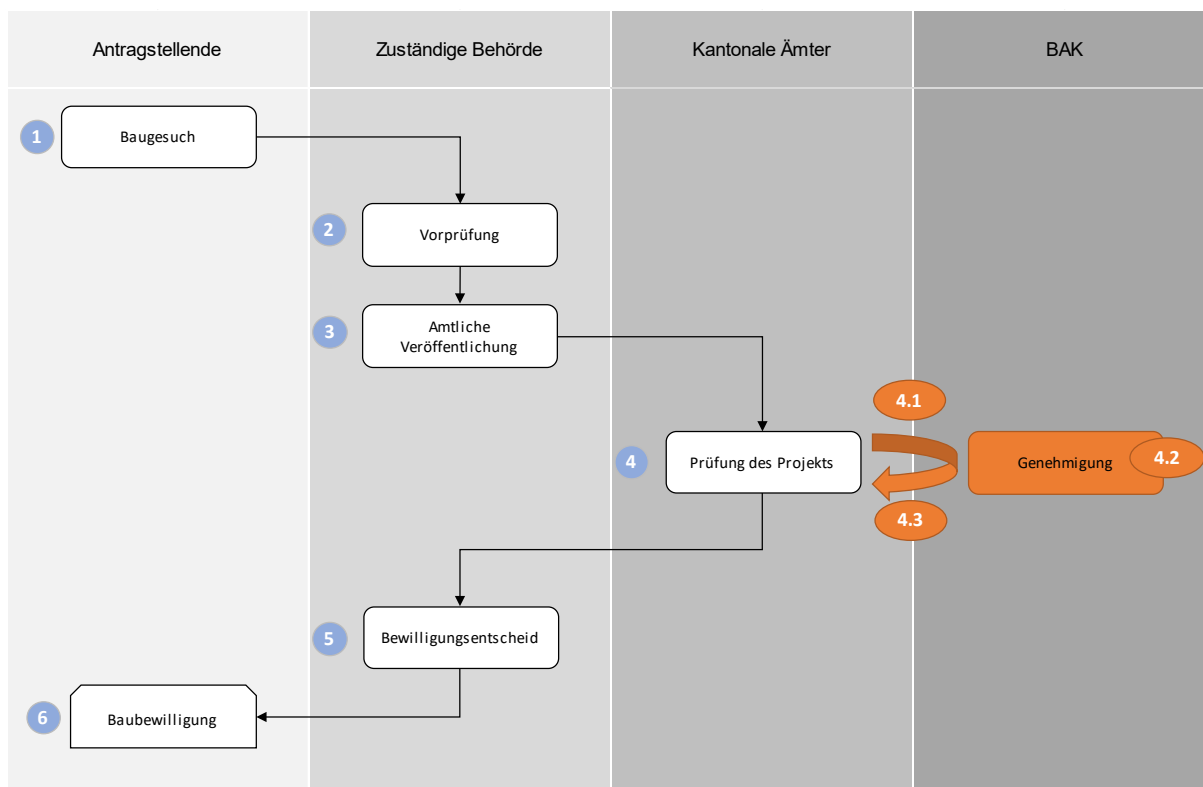 Antragstellende
Zuständige Behörde
Kantonale Ämter
BAK
1
Baugesuch
2
Vorprüfung
3
Amtliche
Veröffentlichung
4.1
4
Prüfung des Projekts
Genehmigung
4.2
4.3
5
Bewilligungsentscheid
6
Baubewilligung